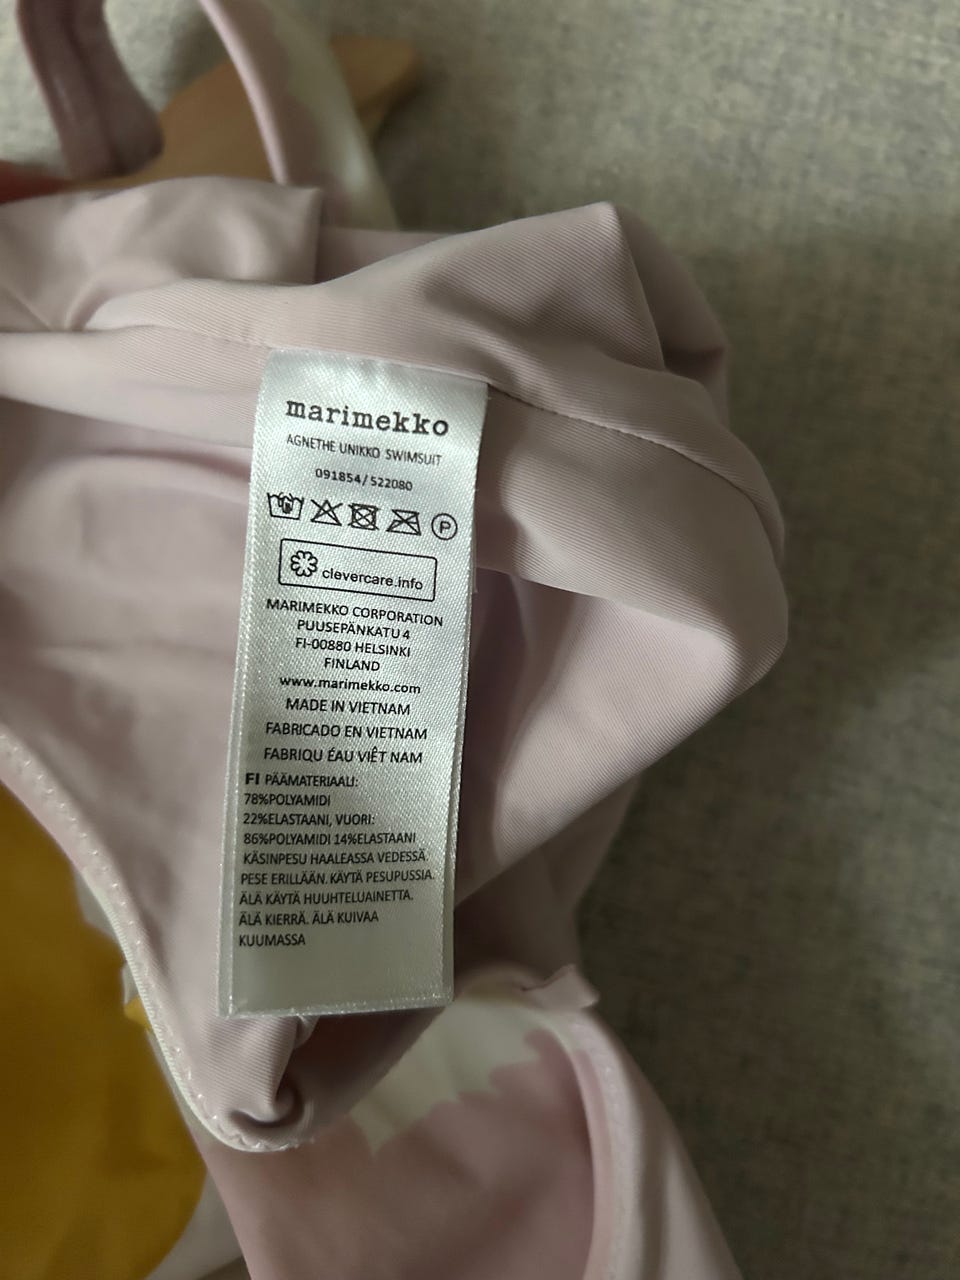 marimekko
AGNETHE UNIKKO SWIMSUIT
091854/522080
P
clevercare.info
MARIMEKKO CORPORATION
PUUSEPÄNKATU 4
FI-00880 HELSINKI
FINLAND
www.marimekko.com
MADE IN VIETNAM
FABRICADO EN VIETNAM
FABRIQU ÉAU VIÊT NAM
FI PÄÄMATERIAALI:
78%POLYAMIDI
22%ELASTAANI, VUORI:
86%POLYAMIDI 14%ELASTAANI
KÄSINPESU HAALEASSA VEDESSÄ.
PESE ERILLÄÄN. KÄYTÄ PESUPUSSIA.
ÄLÄ KÄYTÄ HUUHTELUAINETTA.
ÄLÄ KIERRÄ. ÄLÄ KUIVAA
KUUMASSA